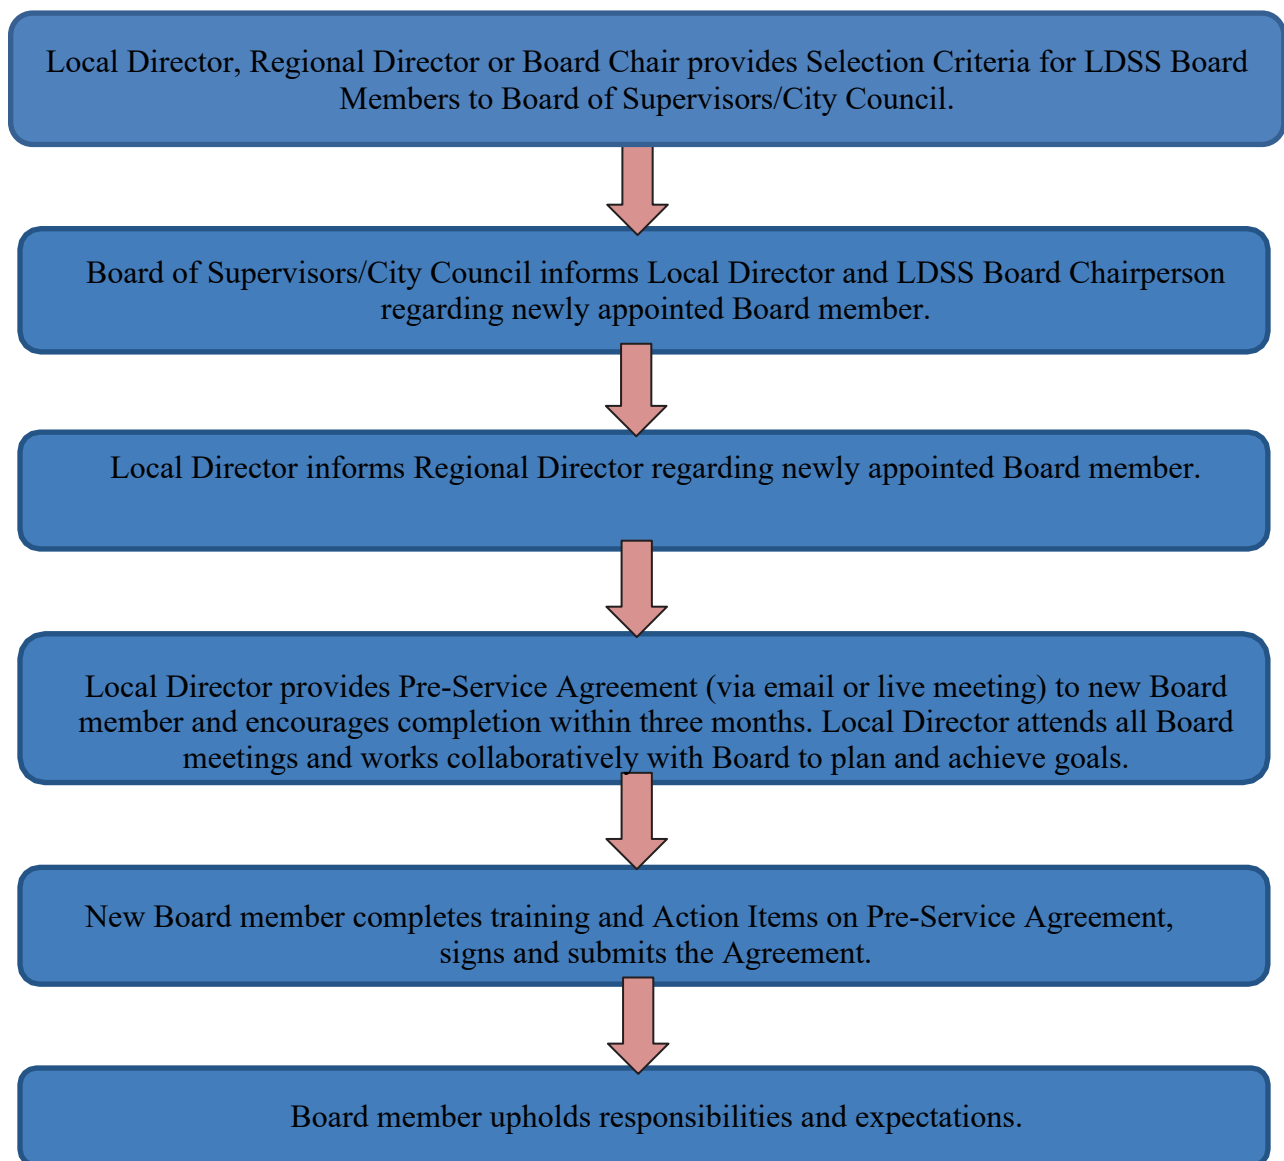 Local Director, Regional Director or Board Chair provides Selection Criteria for LDSS Board
Members to Board of Supervisors/City Council.
Board of Supervisors/City Council informs Local Director and LDSS Board Chairperson
regarding newly appointed Board member.
Local Director informs Regional Director regarding newly appointed Board member.
Local Director provides Pre-Service Agreement (via email or live meeting) to new Board
member and encourages completion within three months. Local Director attends all Board
meetings and works collaboratively with Board to plan and achieve goals.
New Board member completes training and Action Items on Pre-Service Agreement,
signs and submits the Agreement.
Board member upholds responsibilities and expectations.